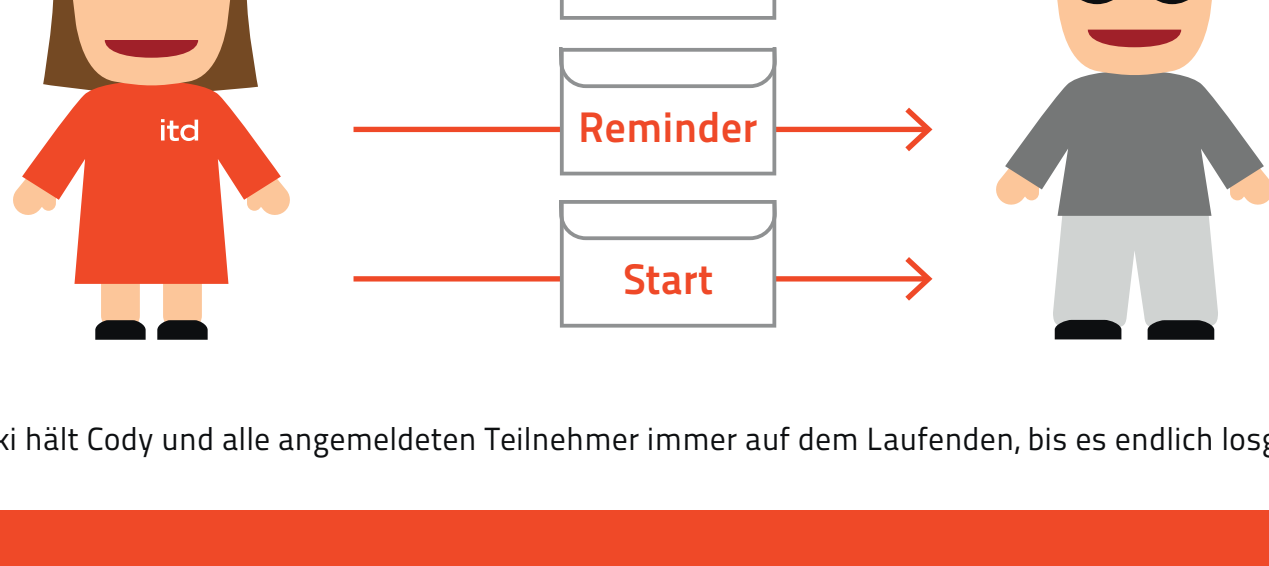 itd
Reminder
Start
hält Cody und alle angemeldeten Teilnehmer immer auf dem Laufenden, bis es endlich